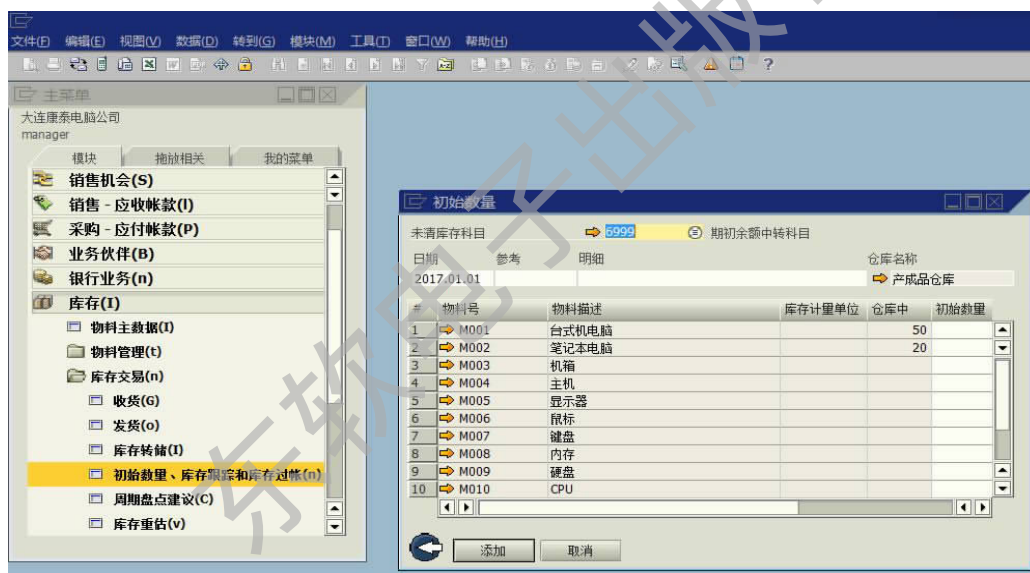 文件(F) 编辑(E) 视图(V) 数据(D) 转到(G) 模块(M) 工具(T) 窗口(W) 帮助(H)
主菜单
大连康泰电脑公司
manager
模块 拖放相关 我的菜单
销售机会(S)
销售 - 应收帐款(l)
采购 - 应付帐款(P)
业务伙伴(B)
银行业务(n)
库存(I)
物料主数据(I)
物料管理(t)
库存交易(n)
收货(G)
发货(o)
库存转储(I)
初始数量、库存跟踪和库存过帐(n)
周期盘点建议(C)
库存重估(v)
初始数量
未清库存科目 6999 期初余额中转科目
日期 参考 明细 仓库名称
2017.01.01 产成品仓库
# 物料号 物料描述 库存计量单位 仓库中 初始数量
1 M001 台式机电脑 50
2 M002 笔记本电脑 20
3 M003 机箱
4 M004 主机
5 M005 显示器
6 M006 鼠标
7 M007 键盘
8 M008 内存
9 M009 硬盘
10 M010 CPU
添加 取消
东软电子出版